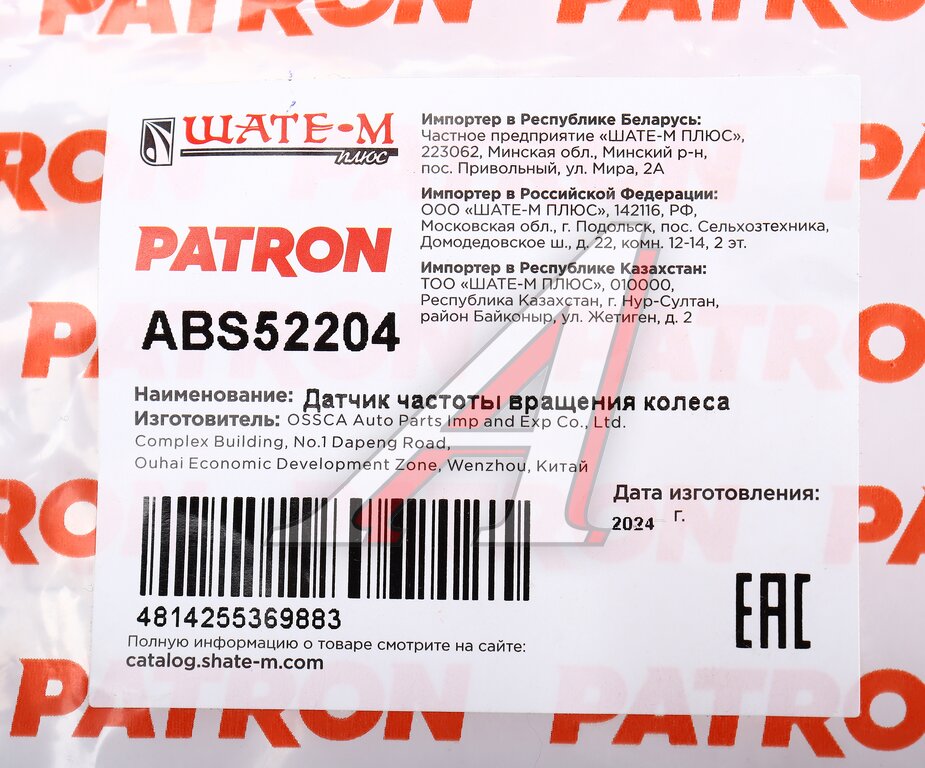 PATRON PATRON
ШАТЕ-М
ПЛЮС
Импортер в Республике Беларусь:
Частное предприятие «ШАТЕ-М ПЛЮС»,
223062, Минская обл., Минский р-н,
пос. Привольный, ул. Мира, 2А
Импортер в Российской Федерации:
ООО «ШАТЕ-М ПЛЮС», 142116, РФ,
Московская обл., г. Подольск, пос. Сельхозтехника,
Домодедовское ш., д. 22, комн. 12-14, 2 эт.
Импортер в Республике Казахстан:
ТОО «ШАТЕ-М ПЛЮС», 010000,
Республика Казахстан, г. Нур-Султан,
район Байконыр, ул. Жетиген, д. 2
PATRON
ABS52204
Наименование: Датчик частоты вращения колеса
Изготовитель: OSSCA Auto Parts Imp and Exp Co., Ltd.
Complex Building, No.1 Dapeng Road,
Ouhai Economic Development Zone, Wenzhou, Китай
Дата изготовления:
2024 г.
4814255369883
EAC
Полную информацию о товаре смотрите на сайте:
catalog.shate-m.com
PATRON PATRO